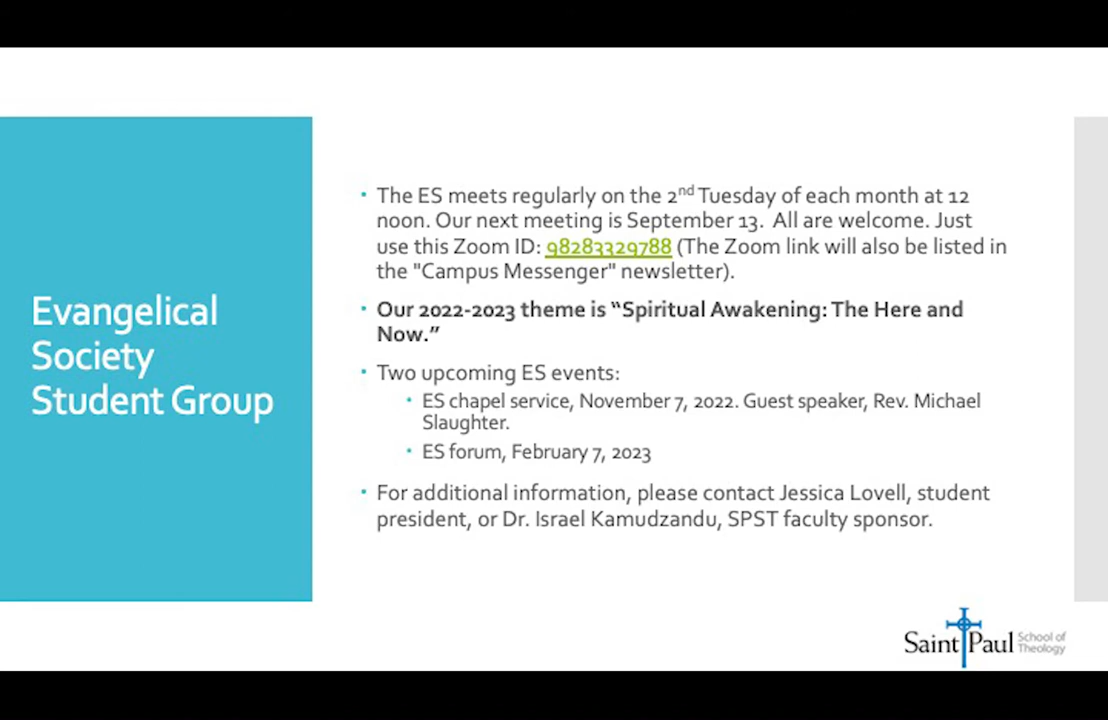 Evangelical
Society
Student Group
• The ES meets regularly on the 2nd Tuesday of each month at 12
noon. Our next meeting is September 13.  All are welcome. Just
use this Zoom ID: 98283329788 (The Zoom link will also be listed in
the "Campus Messenger" newsletter).
• Our 2022-2023 theme is “Spiritual Awakening: The Here and
Now.”
• Two upcoming ES events:
• ES chapel service, November 7, 2022. Guest speaker, Rev. Michael
Slaughter.
• ES forum, February 7, 2023
• For additional information, please contact Jessica Lovell, student
president, or Dr. Israel Kamudzandu, SPST faculty sponsor.
Saint Paul School of
Theology